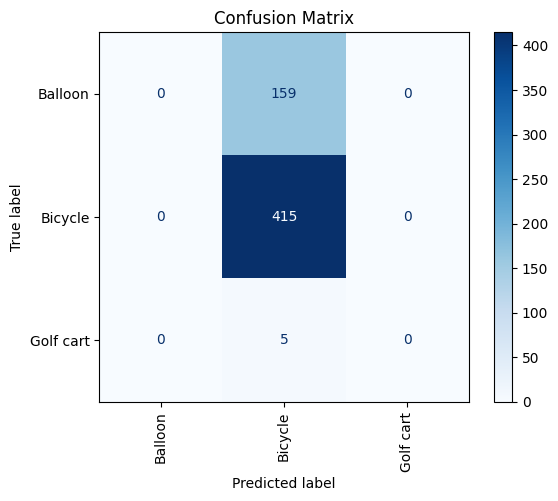 Confusion Matrix
True label
Balloon
0 159 0
Bicycle
0 415 0
Golf cart
0 5 0
Balloon
Bicycle
Golf cart
Predicted label
400
350
300
250
200
150
100
50
0